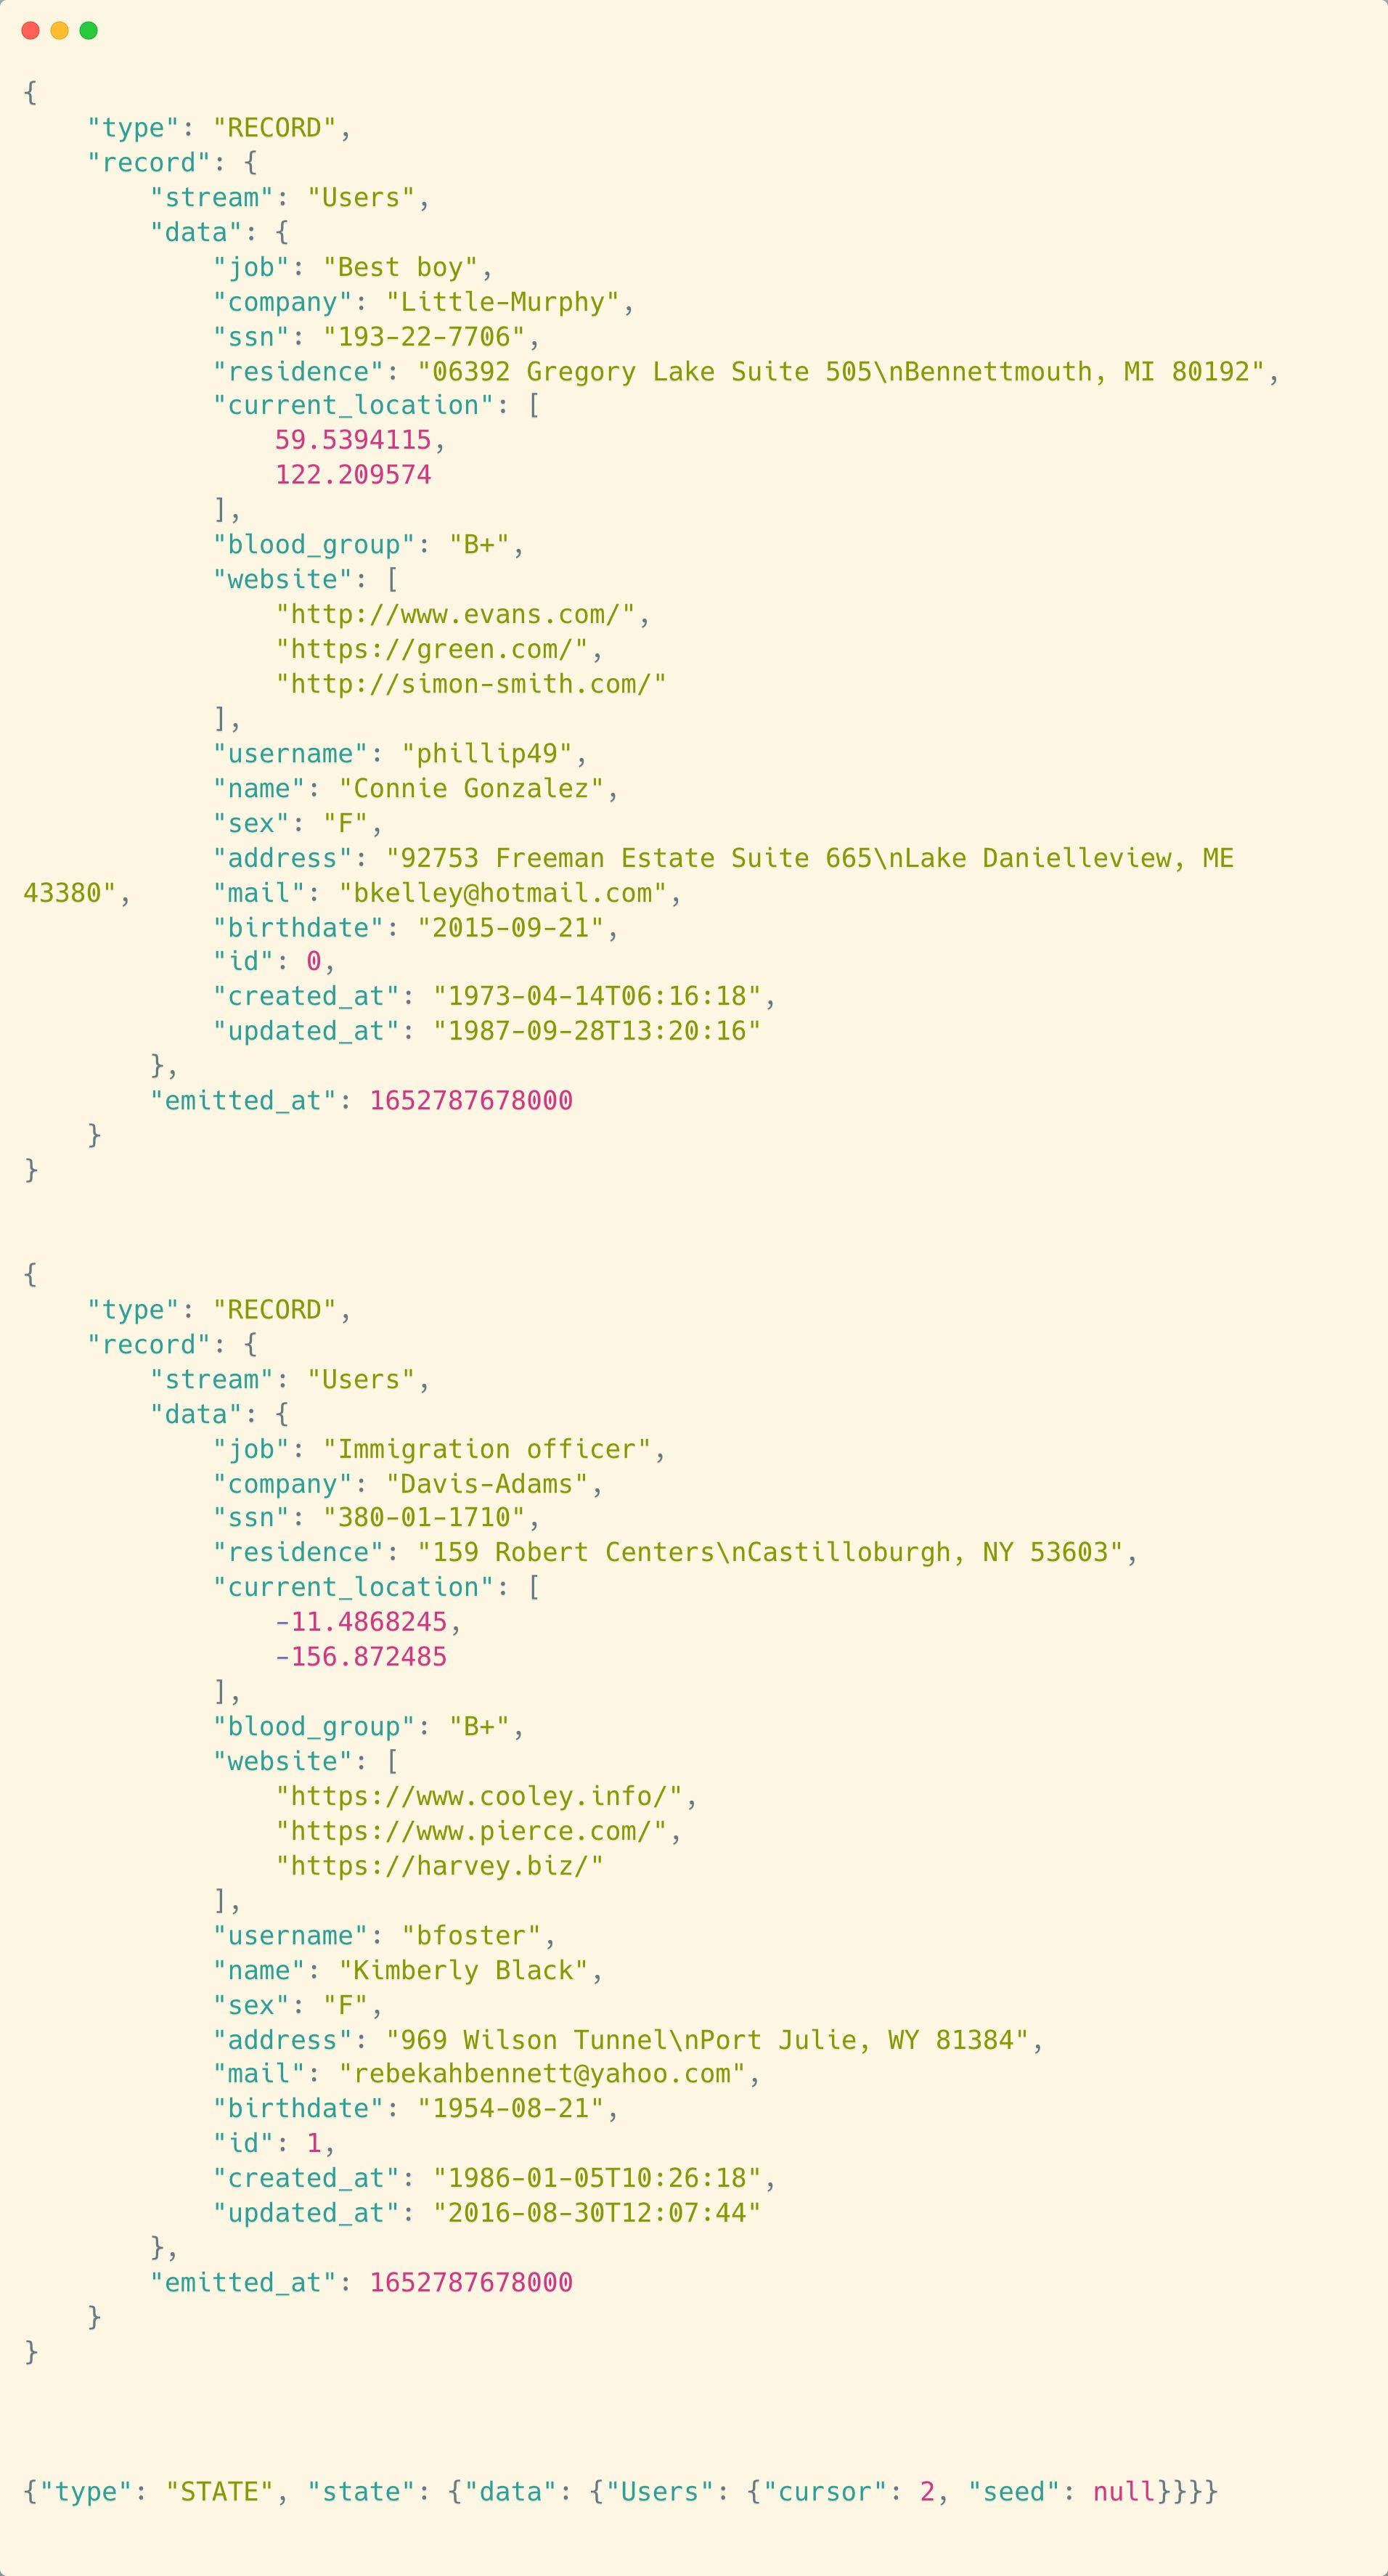 {
    "type": "RECORD",
    "record": {
        "stream": "Users",
        "data": {
            "job": "Best boy",
            "company": "Little-Murphy",
            "ssn": "193-22-7706",
            "residence": "06392 Gregory Lake Suite 505\nBennettmouth, MI 80192",
            "current_location": [
                59.5394115,
                122.209574
            ],
            "blood_group": "B+",
            "website": [
                "http://www.evans.com/",
                "https://green.com/",
                "http://simon-smith.com/"
            ],
            "username": "phillip49",
            "name": "Connie Gonzalez",
            "sex": "F",
            "address": "92753 Freeman Estate Suite 665\nLake Danielleview, ME
43380",     "mail": "bkelley@hotmail.com",
            "birthdate": "2015-09-21",
            "id": 0,
            "created_at": "1973-04-14T06:16:18",
            "updated_at": "1987-09-28T13:20:16"
        },
        "emitted_at": 1652787678000
    }
}
{
    "type": "RECORD",
    "record": {
        "stream": "Users",
        "data": {
            "job": "Immigration officer",
            "company": "Davis-Adams",
            "ssn": "380-01-1710",
            "residence": "159 Robert Centers\nCastilloburgh, NY 53603",
            "current_location": [
                -11.4868245,
                -156.872485
            ],
            "blood_group": "B+",
            "website": [
                "https://www.cooley.info/",
                "https://www.pierce.com/",
                "https://harvey.biz/"
            ],
            "username": "bfoster",
            "name": "Kimberly Black",
            "sex": "F",
            "address": "969 Wilson Tunnel\nPort Julie, WY 81384",
            "mail": "rebekahbennett@yahoo.com",
            "birthdate": "1954-08-21",
            "id": 1,
            "created_at": "1986-01-05T10:26:18",
            "updated_at": "2016-08-30T12:07:44"
        },
        "emitted_at": 1652787678000
    }
}
{"type": "STATE", "state": {"data": {"Users": {"cursor": 2, "seed": null}}}}